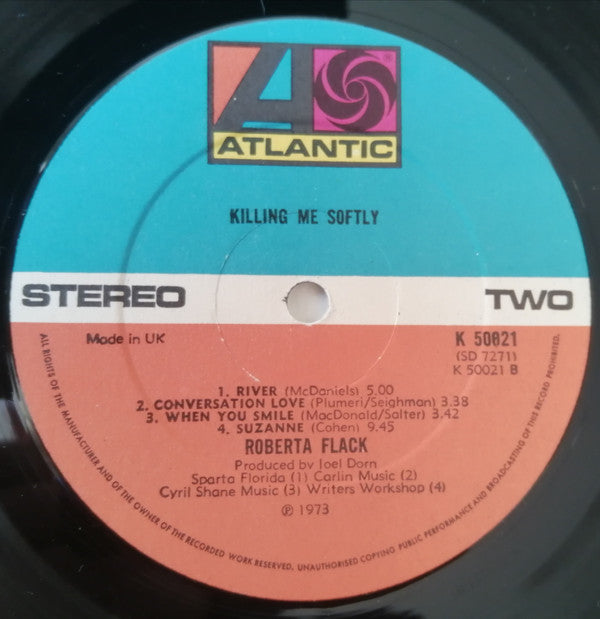 ATLANTIC
®
KILLING ME SOFTLY
STEREO
TWO
Made in UK
K 50021
(SD 7271)
K 50021 B
1. RIVER (McDaniels) 5.00
2. CONVERSATION LOVE (Plumeri/Seighman) 3.38
3. WHEN YOU SMILE (MacDonald/Salter) 3.42
4. SUZANNE (Cohen) 9.45
ROBERTA FLACK
Produced by Joel Dorn
Sparta Florida (1) Carlin Music (2)
Cyril Shane Music (3) Writers Workshop (4)
℗ 1973
ALL RIGHTS OF THE MANUFACTURER AND OF THE OWNER OF THE RECORDED WORK RESERVED. UNAUTHORISED COPYING PUBLIC PERFORMANCE AND BROADCASTING OF THIS RECORD PROHIBITED.